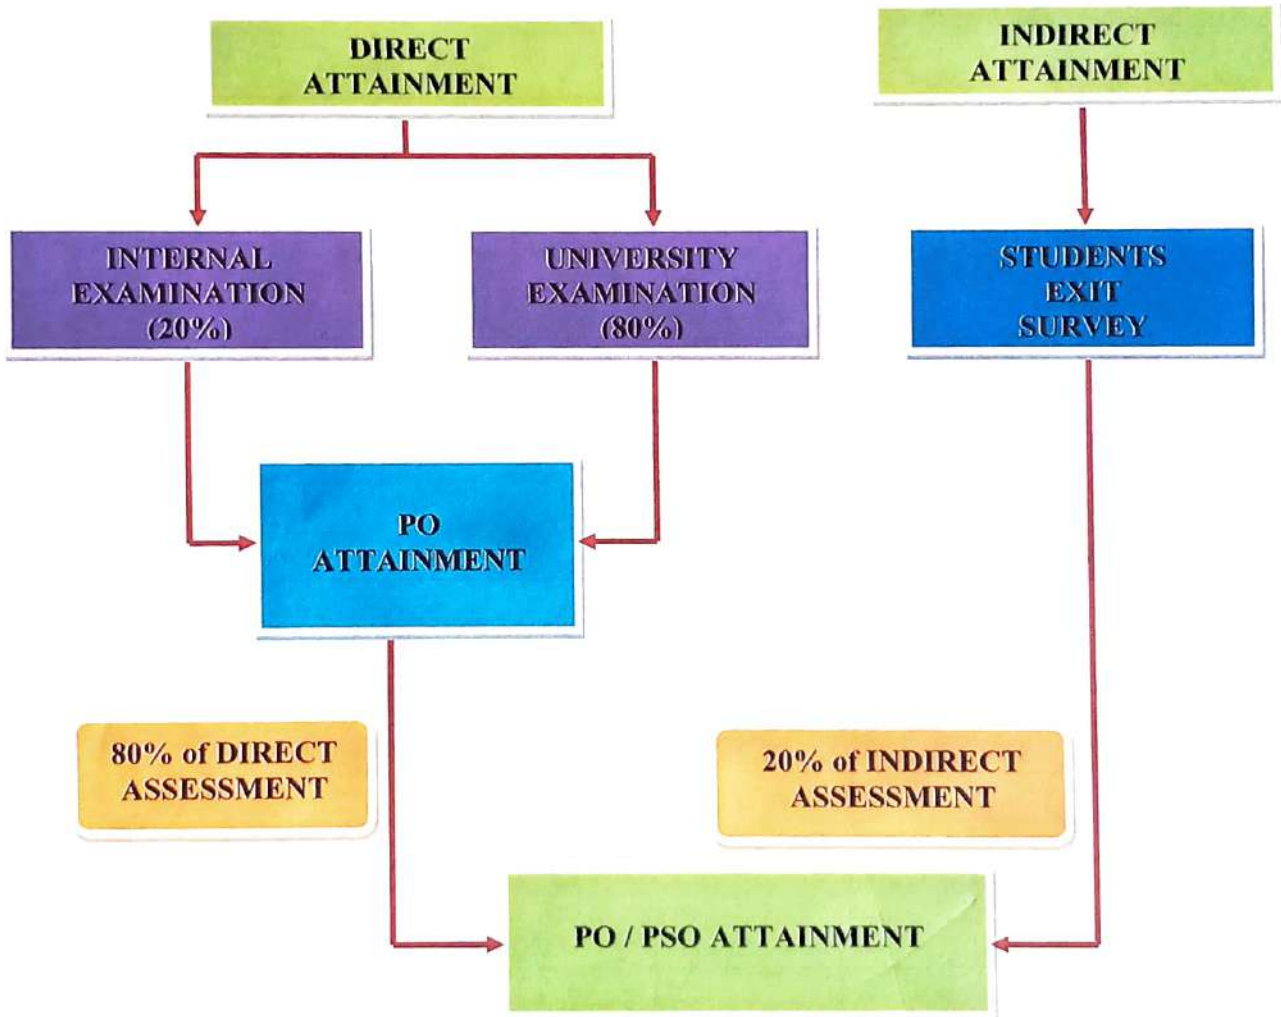 DIRECT
ATTAINMENT
INDIRECT
ATTAINMENT
INTERNAL
EXAMINATION
(20%)
UNIVERSITY
EXAMINATION
(80%)
STUDENTS
EXIT
SURVEY
PO
ATTAINMENT
80% of DIRECT
ASSESSMENT
20% of INDIRECT
ASSESSMENT
PO / PSO ATTAINMENT